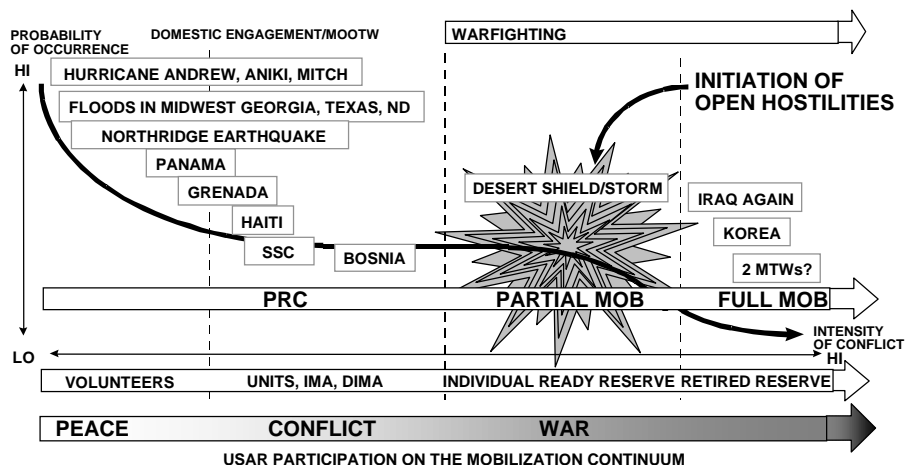 PROBABILITY
OF OCCURRENCE
DOMESTIC ENGAGEMENT/MOOTW
WARFIGHTING
HI
HURRICANE ANDREW, ANIKI, MITCH
INITIATION OF
OPEN HOSTILITIES
FLOODS IN MIDWEST GEORGIA, TEXAS, ND
NORTHRIDGE EARTHQUAKE
PANAMA
GRENADA
DESERT SHIELD/STORM
IRAQ AGAIN
HAITI
KOREA
SSC
BOSNIA
2 MTWs?
PRC
PARTIAL MOB
FULL MOB
INTENSITY
OF CONFLICT
LO
HI
VOLUNTEERS
UNITS, IMA, DIMA
INDIVIDUAL READY RESERVE
RETIRED RESERVE
PEACE
CONFLICT
WAR
USAR PARTICIPATION ON THE MOBILIZATION CONTINUUM